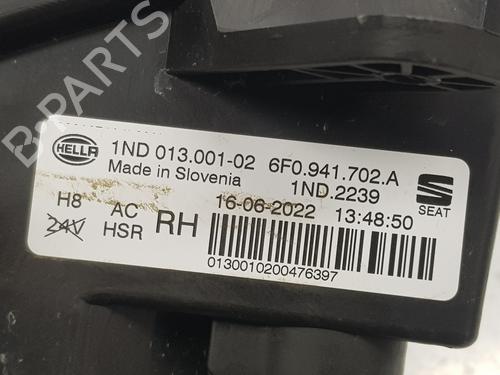 B-PARTS
HELLA 1ND 013.001-02 6F0.941.702.A
Made in Slovenia 1ND.2239
16-06-2022 13:48:50
SEAT
H8 AC
24V HSR RH
0130010200476397